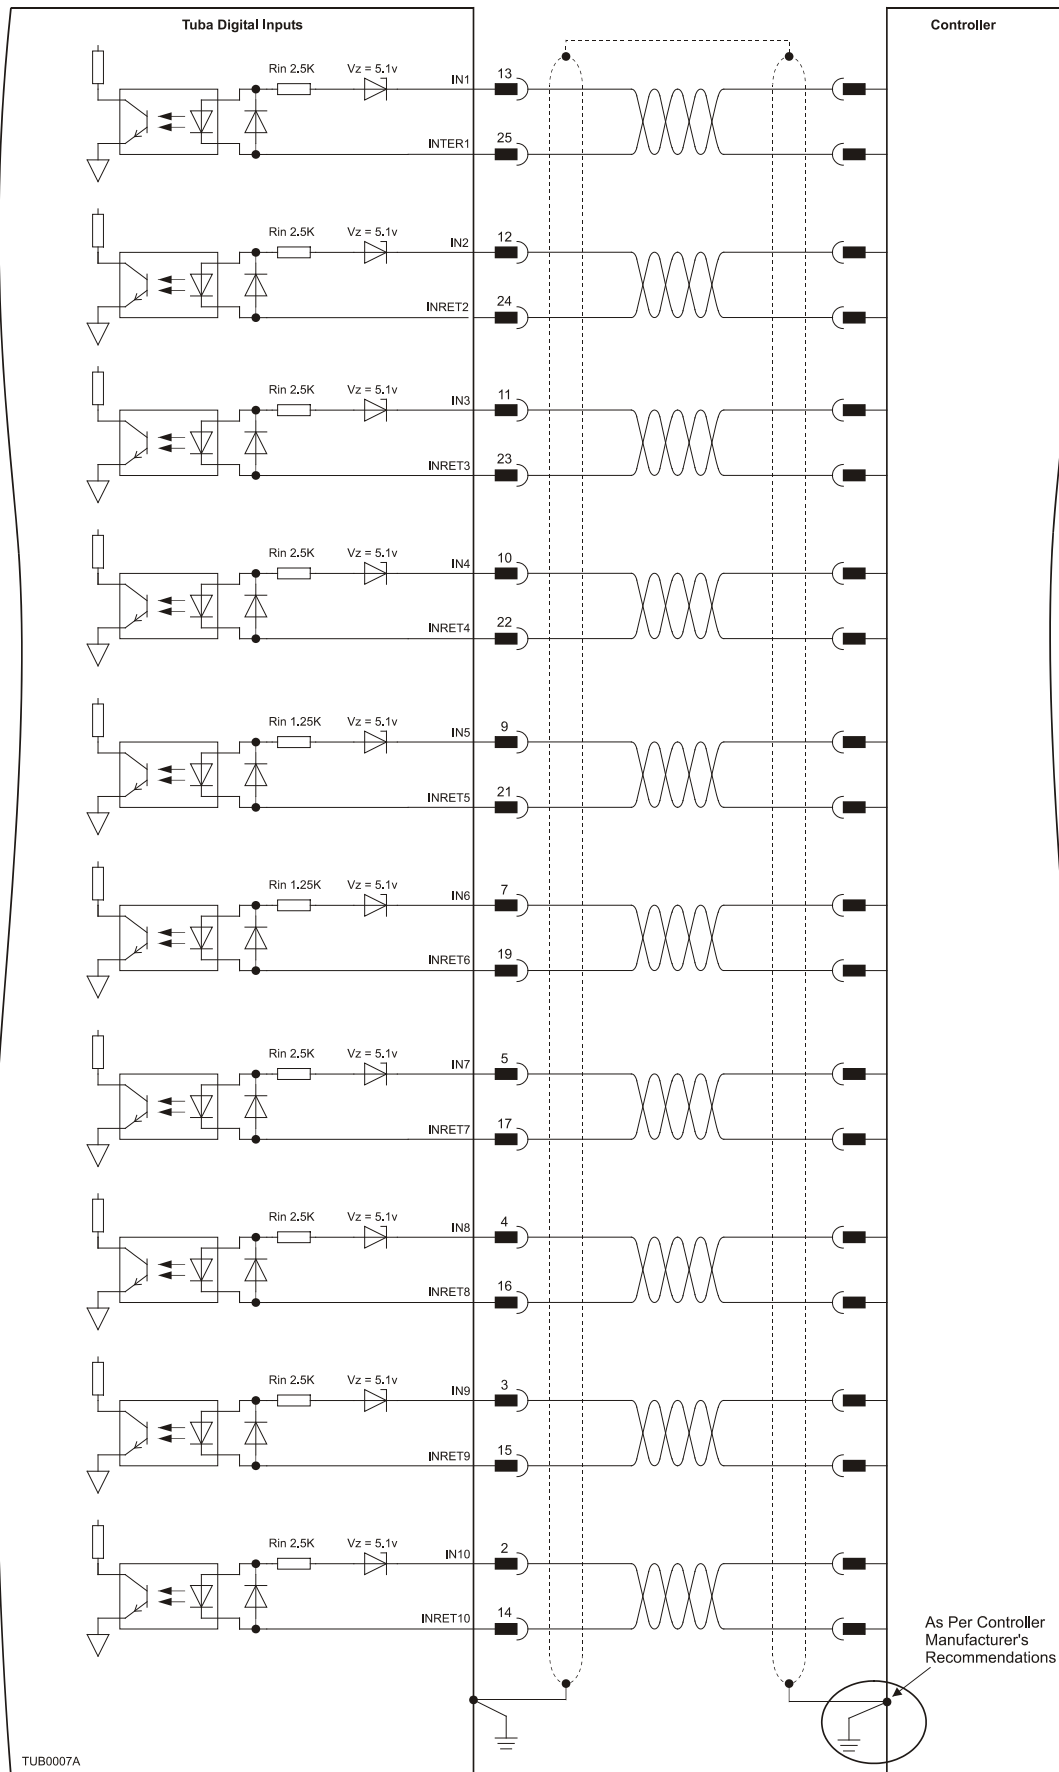 Tuba Digital Inputs
Controller
Rin 2.5K Vz = 5.1v IN1 13
INTER1 25
Rin 2.5K Vz = 5.1v IN2 12
INRET2 24
Rin 2.5K Vz = 5.1v IN3 11
INRET3 23
Rin 2.5K Vz = 5.1v IN4 10
INRET4 22
Rin 1.25K Vz = 5.1v IN5 9
INRET5 21
Rin 1.25K Vz = 5.1v IN6 7
INRET6 19
Rin 2.5K Vz = 5.1v IN7 5
INRET7 17
Rin 2.5K Vz = 5.1v IN8 4
INRET8 16
Rin 2.5K Vz = 5.1v IN9 3
INRET9 15
Rin 2.5K Vz = 5.1v IN10 2
INRET10 14
As Per Controller
Manufacturer's
Recommendations
TUB0007A